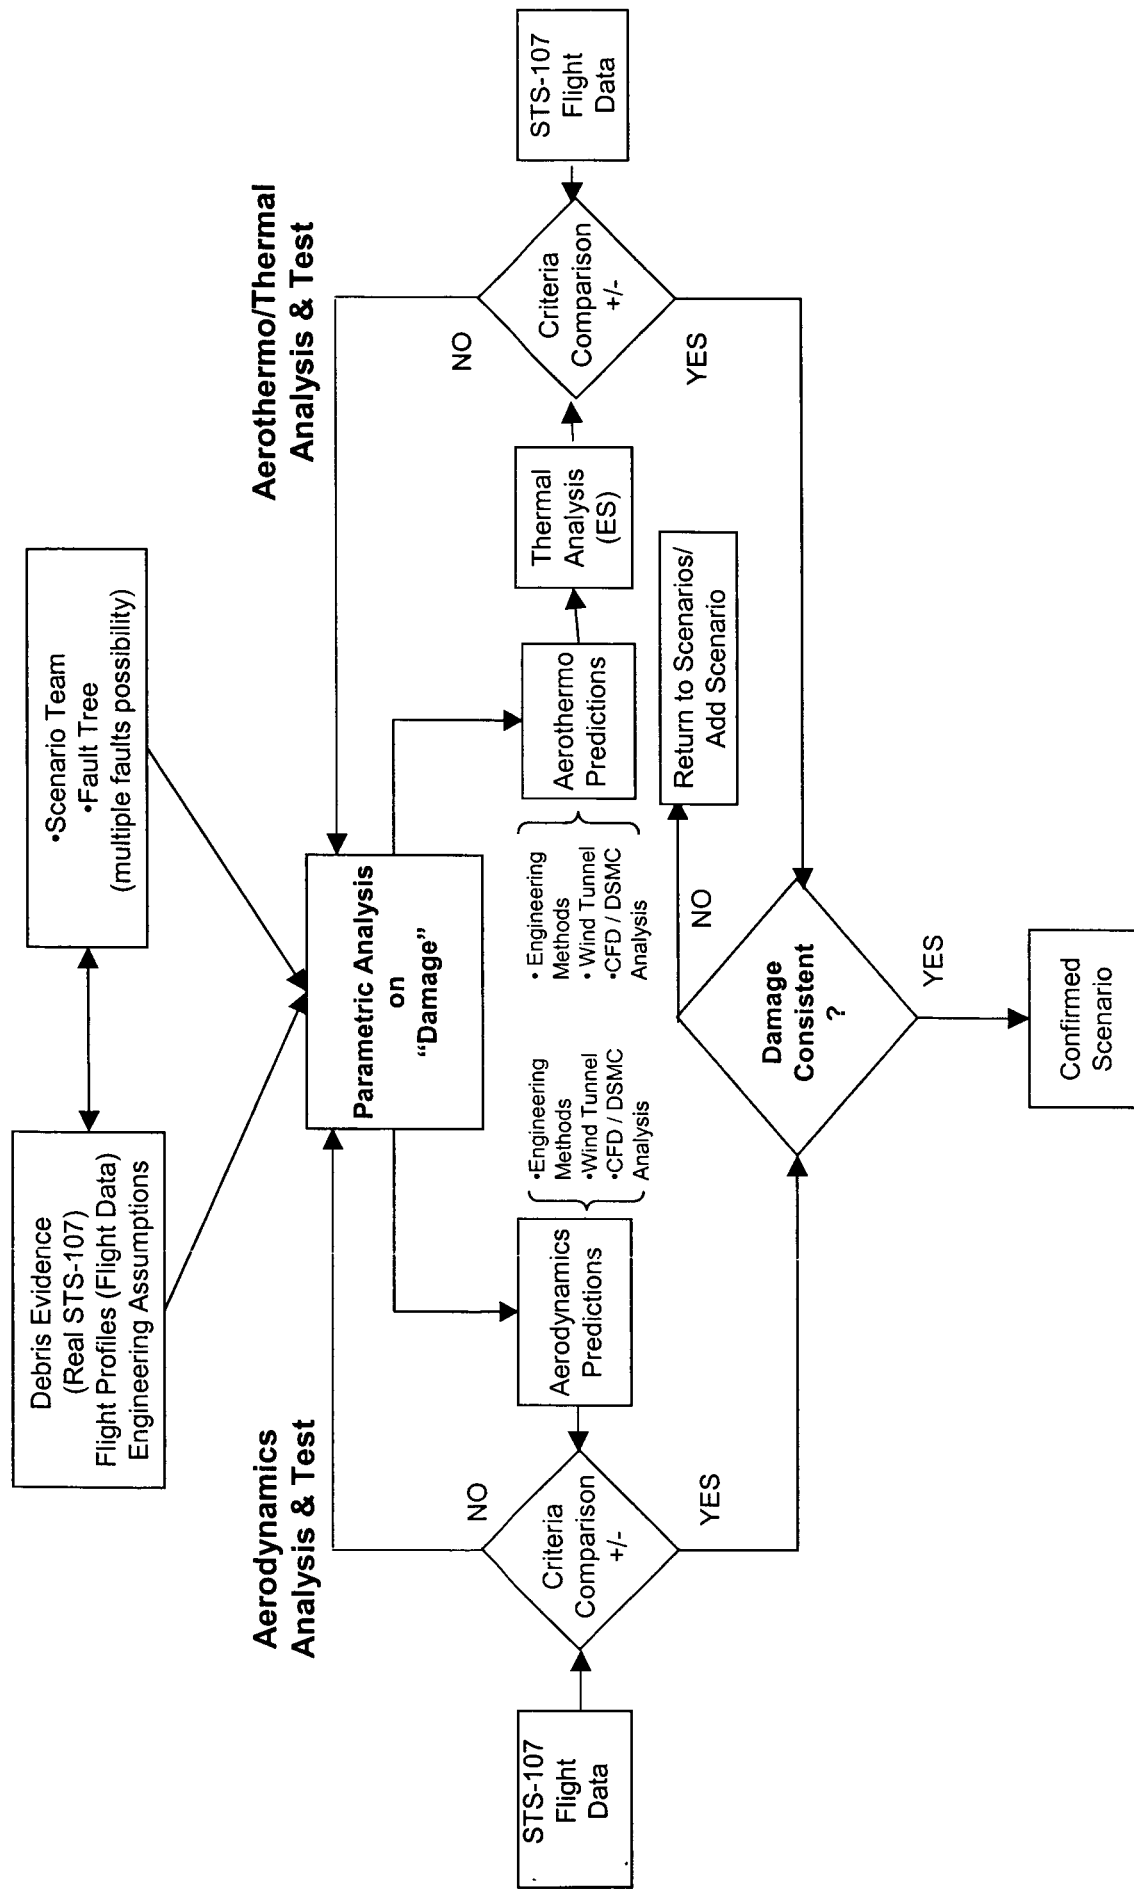 Debris Evidence
(Real STS-107)
Flight Profiles (Flight Data)
Engineering Assumptions
•Scenario Team
•Fault Tree
(multiple faults possibility)
Aerodynamics
Analysis & Test
Aerothermo/Thermal
Analysis & Test
Parametric Analysis
on
“Damage”
NO
NO
STS-107
Flight
Data
Criteria
Comparison
+/-
Aerodynamics
Predictions
•Engineering
Methods
•Wind Tunnel
•CFD / DSMC
Analysis
• Engineering
Methods
• Wind Tunnel
•CFD / DSMC
Analysis
Aerothermo
Predictions
Thermal
Analysis
(ES)
Criteria
Comparison
+/-
STS-107
Flight
Data
YES
YES
NO
Return to Scenarios/
Add Scenario
Damage
Consistent
?
YES
Confirmed
Scenario